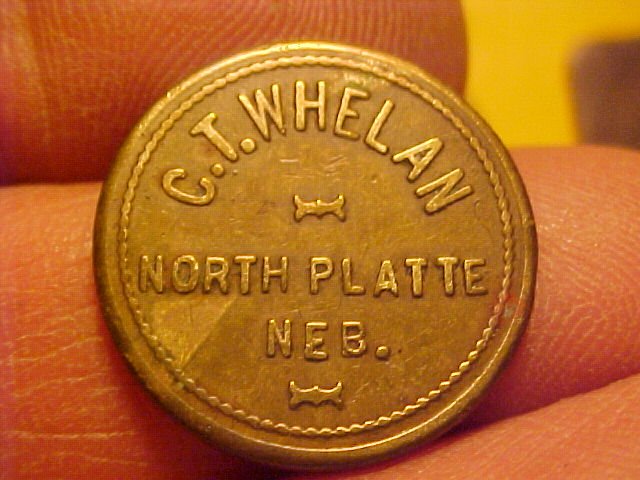 C.T. WHELAN
NORTH PLATTE
NEB.